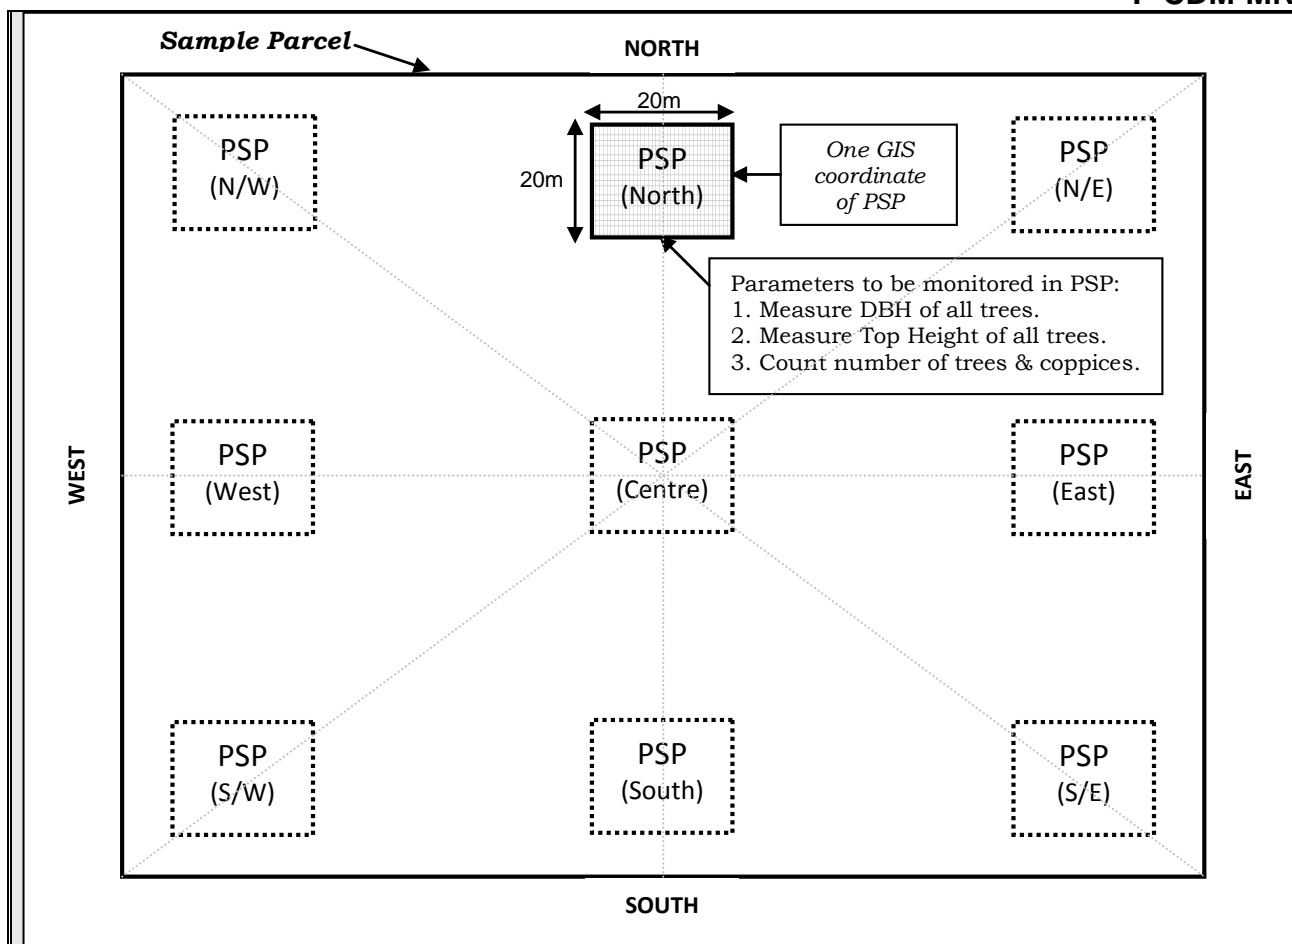 Sample Parcel
NORTH
20m
20m
PSP
(N/W)
PSP
(North)
One GIS
coordinate
of PSP
PSP
(N/E)
Parameters to be monitored in PSP:
1. Measure DBH of all trees.
2. Measure Top Height of all trees.
3. Count number of trees & coppices.
WEST
PSP
(West)
PSP
(Centre)
PSP
(East)
EAST
PSP
(S/W)
PSP
(South)
PSP
(S/E)
SOUTH